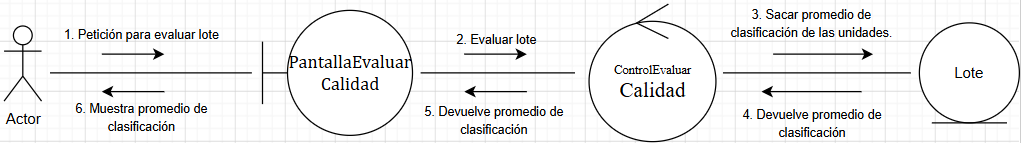 1. Petición para evaluar lote
6. Muestra promedio de
clasificación
Actor
PantallaEvaluar
Calidad
2. Evaluar lote
5. Devuelve promedio de
clasificación
ControlEvaluar
Calidad
3. Sacar promedio de
clasificación de las unidades.
4. Devuelve promedio de
clasificación
Lote